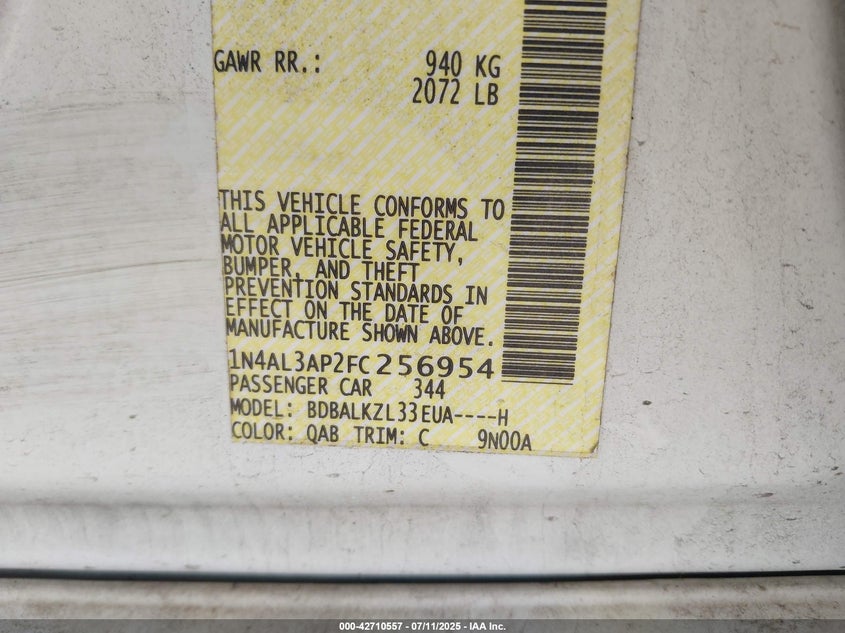 GAWR RR.: 940 KG
2072 LB
THIS VEHICLE CONFORMS TO
ALL APPLICABLE FEDERAL
MOTOR VEHICLE SAFETY,
BUMPER, AND THEFT
PREVENTION STANDARDS IN
EFFECT ON THE DATE OF
MANUFACTURE SHOWN ABOVE.
1N4AL3AP2FC256954
PASSENGER CAR 344
MODEL: BDBALKZL33EUA----H
COLOR: QAB TRIM: C 9N00A
000-42710557 - 07/11/2025 - IAA Inc.